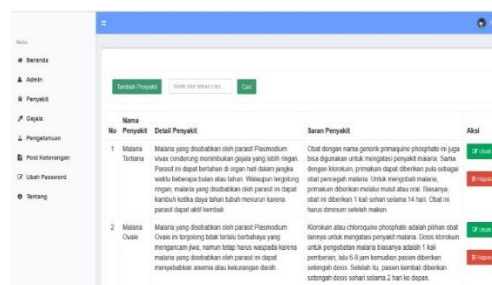 Menu
Beranda
Admin
Penyakit
Gejala
Pengetahuan
Post Keterangan
Ubah Password
Tentang
Tambah Penyakit
Ketik dan tekan cari...
Cari
No Nama Penyakit Detail Penyakit Saran Penyakit Aksi
1 Malaria Tertiana
Malaria yang disebabkan oleh parasit Plasmodium
vivax cenderung menimbulkan gejala yang lebih ringan.
Parasit ini dapat bertahan di organ hati dalam jangka
waktu beberapa bulan atau tahun. Walaupun tergolong
ringan, malaria yang disebabkan oleh parasit ini dapat
kambuh ketika daya tahan tubuh menurun karena
parasit dapat aktif kembali.
Obat dengan nama generik primaquine phosphate ini juga
bisa digunakan untuk mengatasi penyakit malaria. Sama
dengan klorokuin, primakuin dapat diberikan pula sebagai
obat pencegah malaria. Untuk mengobati malaria,
primakuin diberikan melalui mulut atau oral. Biasanya,
obat ini diberikan 1 kali sehari selama 14 hari. Obat ini
harus diminum setelah makan.
Ubah
Hapus
2 Malaria Ovale
Malaria yang disebabkan oleh parasit Plasmodium
Ovale ini tergolong tidak terlalu berbahaya yang
mengancam jiwa, namun tetap harus waspada karena
malaria yang disebabkan oleh parasit ini dapat
menyebabkan anemia atau kekurangan darah.
Klorokuin atau chloroquine phosphate adalah pilihan obat
lainnya untuk mengatasi penyakit malaria. Dosis klorokuin
untuk pengobatan malaria biasanya adalah 1 kali
pemberian, lalu 6-8 jam kemudian pasien diberikan
setengah dosis. Setelah itu, pasien kembali diberikan
setengah dosis sehari selama 2 hari ke depan.
Ubah
Hapus